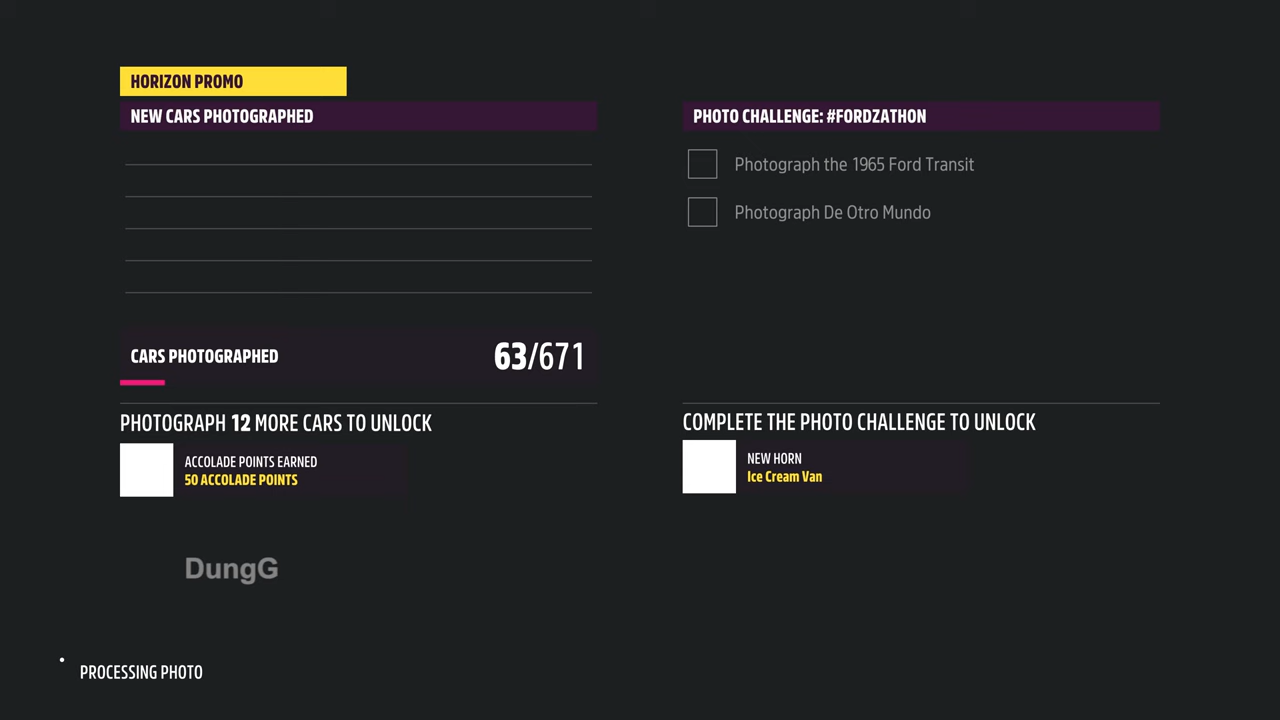 HORIZON PROMO
NEW CARS PHOTOGRAPHED
CARS PHOTOGRAPHED 63/671
PHOTOGRAPH 12 MORE CARS TO UNLOCK
ACCOLADE POINTS EARNED
50 ACCOLADE POINTS
PHOTO CHALLENGE: #FORDZATHON
Photograph the 1965 Ford Transit
Photograph De Otro Mundo
COMPLETE THE PHOTO CHALLENGE TO UNLOCK
NEW HORN
Ice Cream Van
DungG
PROCESSING PHOTO